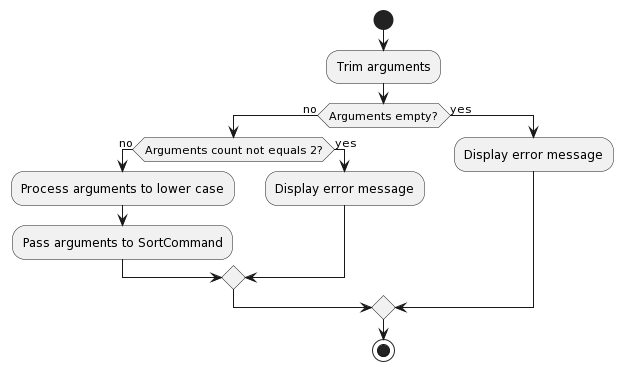 Trim arguments
no
Arguments empty?
yes
no
Arguments count not equals 2?
yes
Display error message
Process arguments to lower case
Display error message
Pass arguments to SortCommand